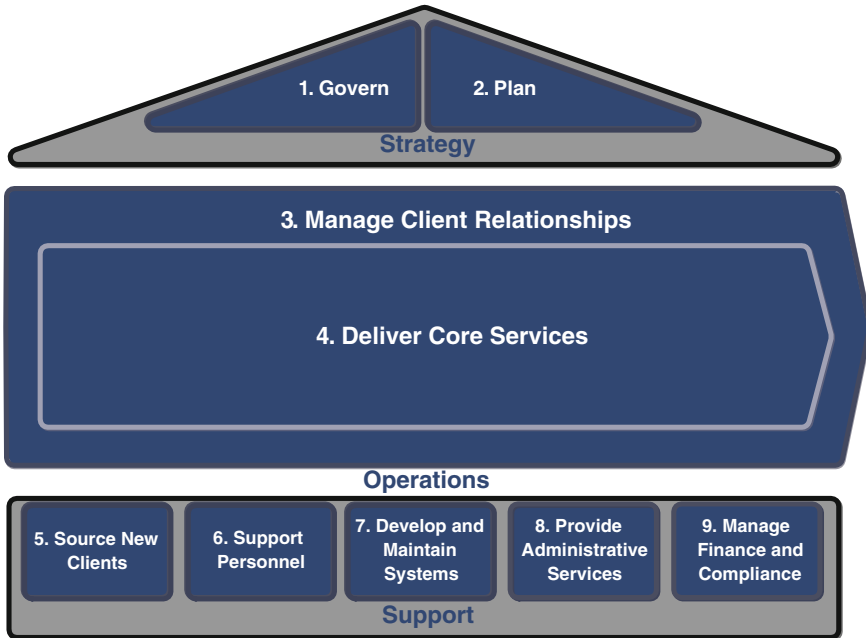 1. Govern
2. Plan
Strategy
3. Manage Client Relationships
4. Deliver Core Services
Operations
5. Source New
Clients
6. Support
Personnel
7. Develop and
Maintain
Systems
8. Provide
Administrative
Services
9. Manage
Finance and
Compliance
Support